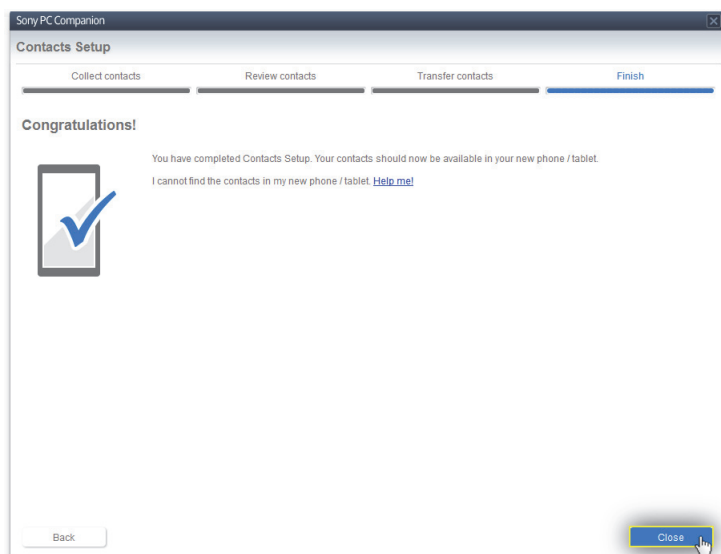 Sony PC Companion
Contacts Setup
Collect contacts Review contacts Transfer contacts Finish
Congratulations!
You have completed Contacts Setup. Your contacts should now be available in your new phone / tablet.
I cannot find the contacts in my new phone / tablet. Help me!
Back Close